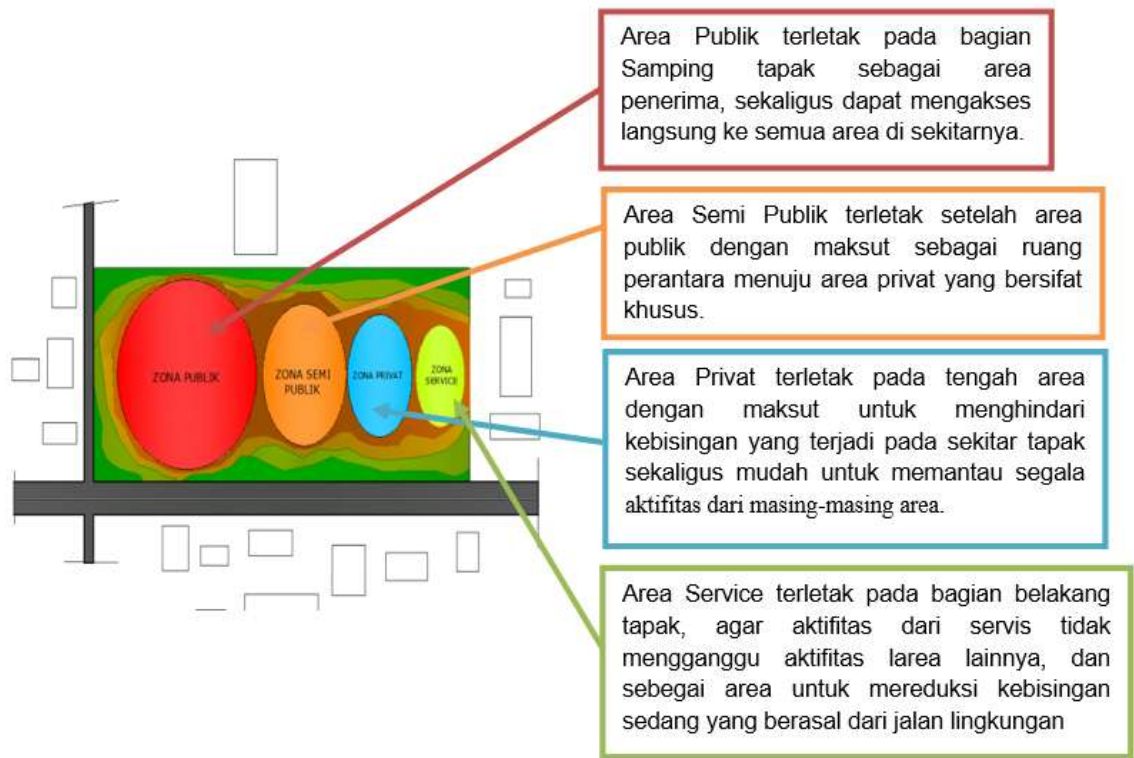 Area Publik terletak pada bagian
Samping tapak sebagai area
penerima, sekaligus dapat mengakses
langsung ke semua area di sekitarnya.
Area Semi Publik terletak setelah area
publik dengan maksut sebagai ruang
perantara menuju area privat yang bersifat
khusus.
Area Privat terletak pada tengah area
dengan maksut untuk menghindari
kebisingan yang terjadi pada sekitar tapak
sekaligus mudah untuk memantau segala
aktifitas dari masing-masing area.
Area Service terletak pada bagian belakang
tapak, agar aktifitas dari servis tidak
mengganggu aktifitas larea lainnya, dan
sebegai area untuk mereduksi kebisingan
sedang yang berasal dari jalan lingkungan
ZONA PUBLIK
ZONA SEMI
PUBLIK
ZONA PRIVAT
ZONA
SERVICE